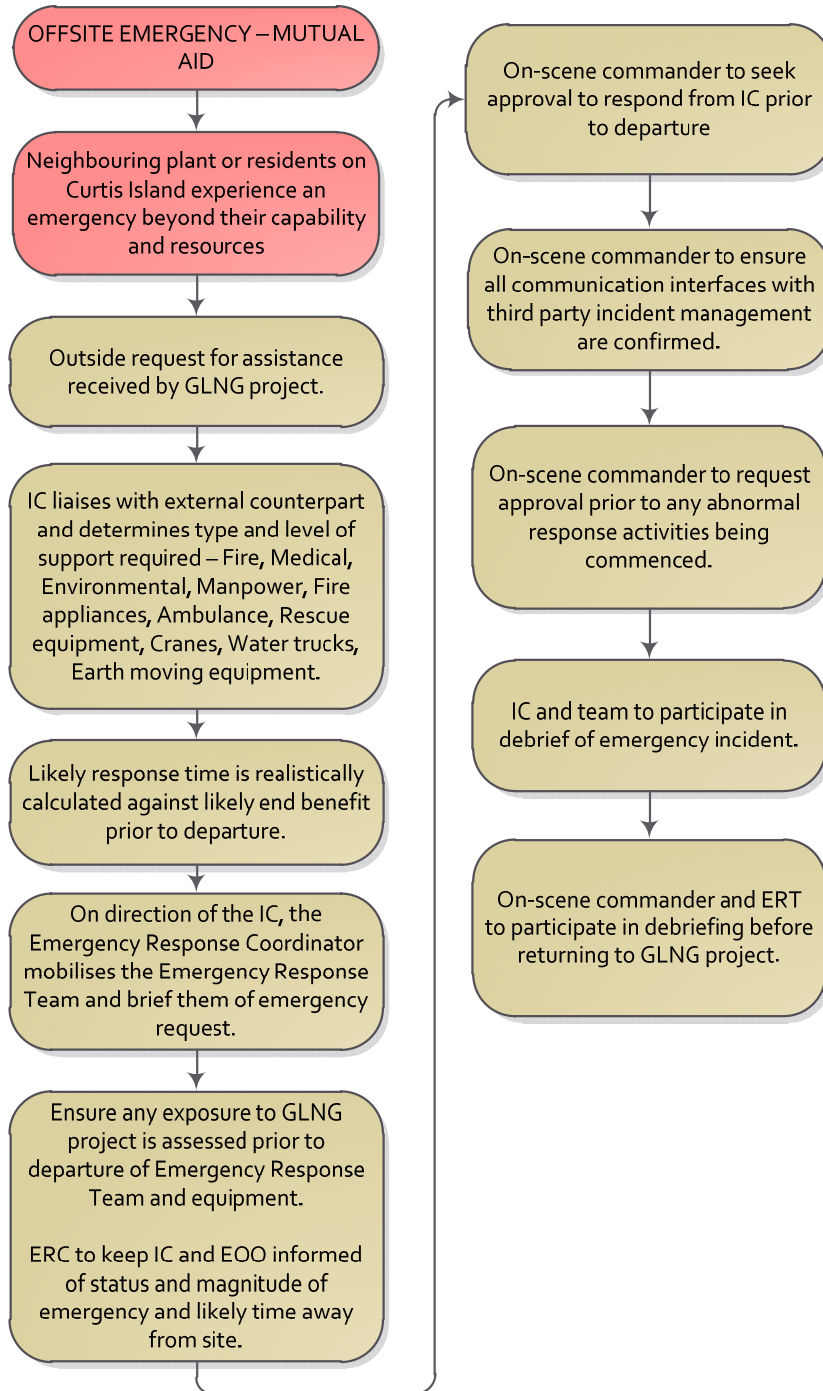 OFFSITE EMERGENCY – MUTUAL
AID
Neighbouring plant or residents on
Curtis Island experience an
emergency beyond their capability
and resources
Outside request for assistance
received by GLNG project.
IC liaises with external counterpart
and determines type and level of
support required – Fire, Medical,
Environmental, Manpower, Fire
appliances, Ambulance, Rescue
equipment, Cranes, Water trucks,
Earth moving equipment.
Likely response time is realistically
calculated against likely end benefit
prior to departure.
On direction of the IC, the
Emergency Response Coordinator
mobilises the Emergency Response
Team and brief them of emergency
request.
Ensure any exposure to GLNG
project is assessed prior to
departure of Emergency Response
Team and equipment.
ERC to keep IC and EOO informed
of status and magnitude of
emergency and likely time away
from site.
On-scene commander to seek
approval to respond from IC prior
to departure
On-scene commander to ensure
all communication interfaces with
third party incident management
are confirmed.
On-scene commander to request
approval prior to any abnormal
response activities being
commenced.
IC and team to participate in
debrief of emergency incident.
On-scene commander and ERT
to participate in debriefing before
returning to GLNG project.